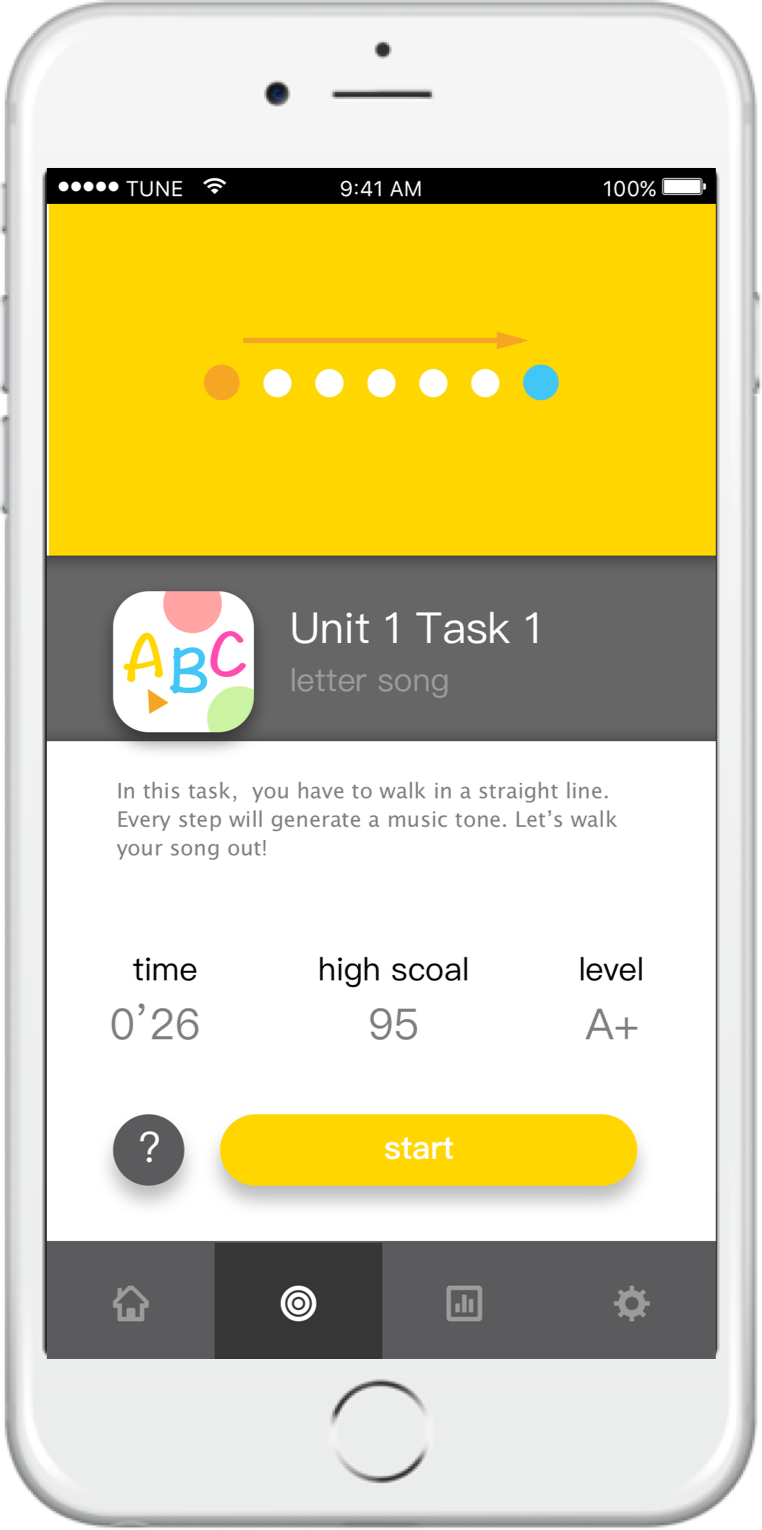 TUNE 9:41 AM 100%
ABC
Unit 1 Task 1
letter song
In this task, you have to walk in a straight line.
Every step will generate a music tone. Let’s walk
your song out!
time high scoal level
0’26 95 A+
? start